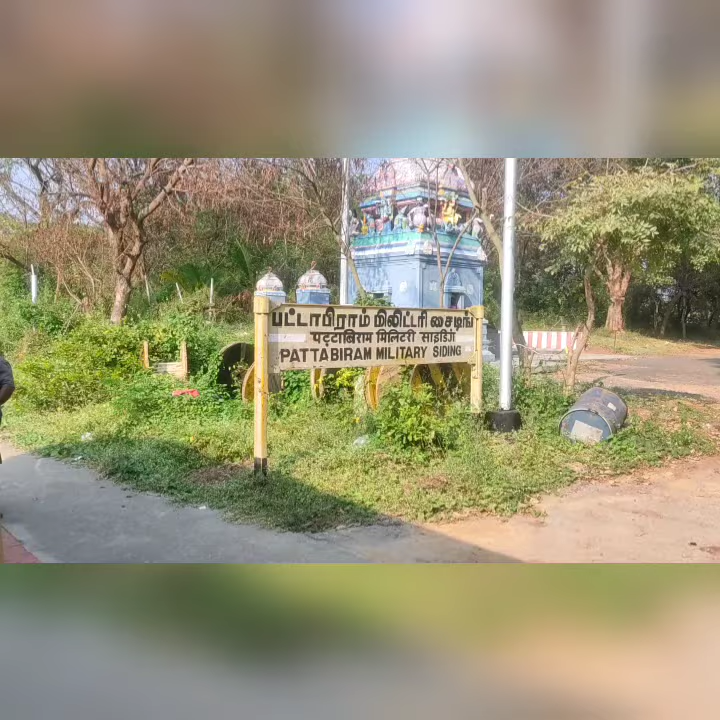 பட்டாபிராம் மிலிட்டரி சைடிங்
पट्टाबिराम मिलिटरी साइडिंग
PATTABIRAM MILITARY SIDING